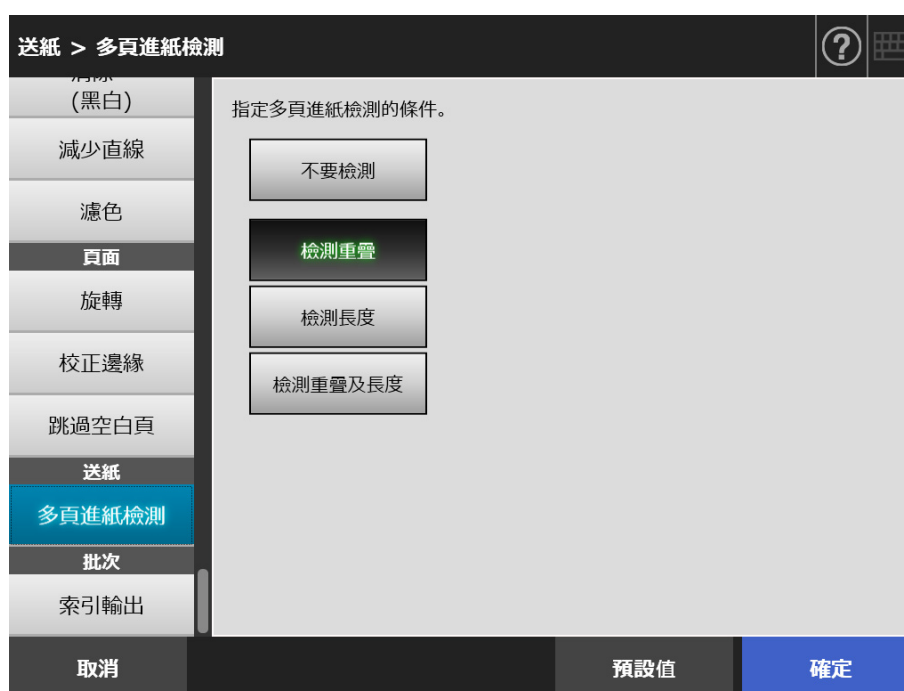 送紙 > 多頁進紙檢測
?
(黑白)
減少直線
濾色
頁面
旋轉
校正邊緣
跳過空白頁
送紙
多頁進紙檢測
批次
索引輸出
指定多頁進紙檢測的條件。
不要檢測
檢測重疊
檢測長度
檢測重疊及長度
取消
預設值
確定